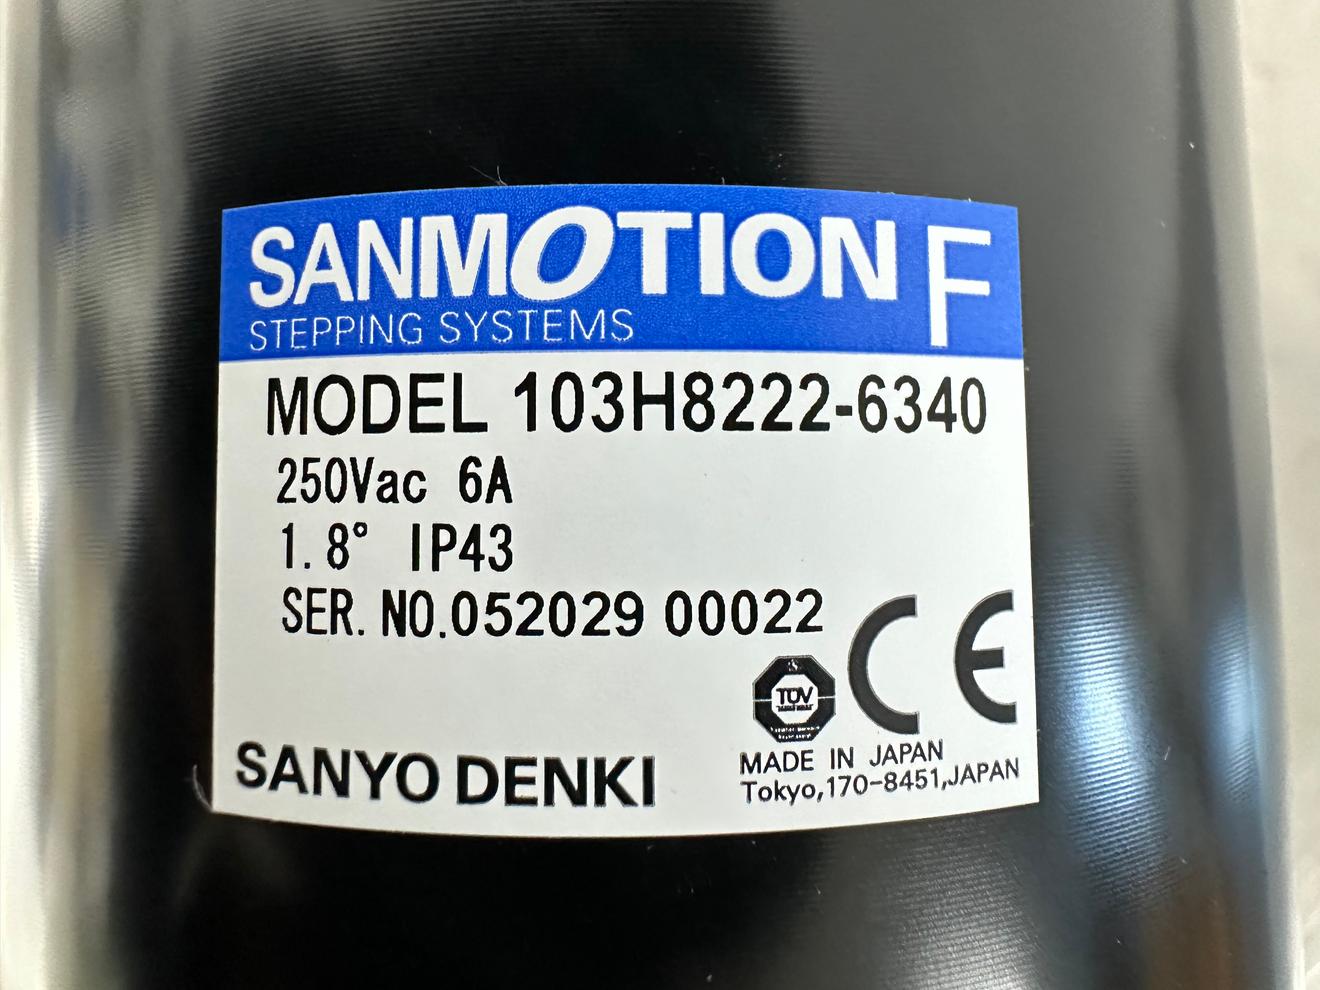 SANMOTION F
STEPPING SYSTEMS
MODEL 103H8222-6340
250Vac 6A
1.8° IP43
SER. NO.052029 00022
CE
TÜV
SANYO DENKI
MADE IN JAPAN
Tokyo,170-8451,JAPAN